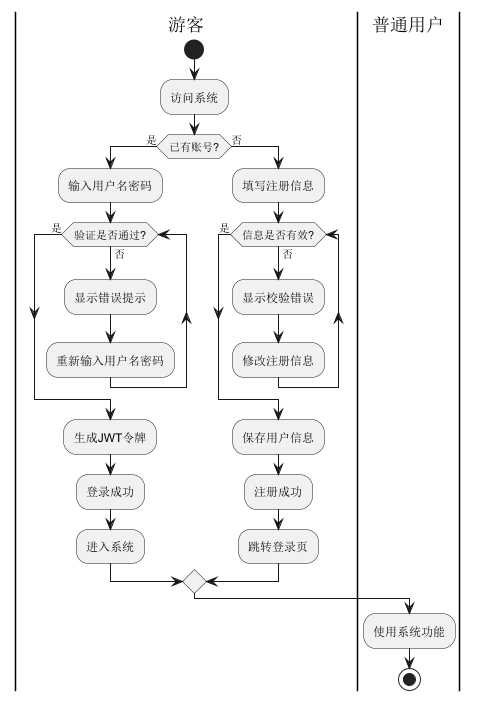 游客
普通用户
访问系统
是
已有账号?
否
输入用户名密码
填写注册信息
是
验证是否通过?
是
信息是否有效?
否
否
显示错误提示
显示校验错误
重新输入用户名密码
修改注册信息
生成JWT令牌
保存用户信息
登录成功
注册成功
进入系统
跳转登录页
使用系统功能